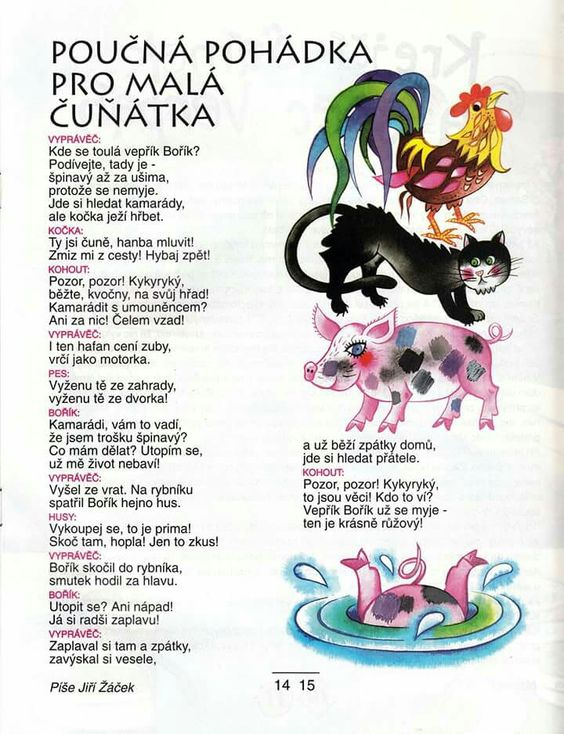 POUČNÁ POHÁDKA
PRO MALÁ
ČUŇÁTKA
VYPRÁVĚČ:
Kde se toulá vepřík Bořík?
Podívejte, tady je -
špinavý až za ušima,
protože se nemyje.
Jde si hledat kamarády,
ale kočka ježí hřbet.
KOČKA:
Ty jsi čuně, hanba mluvit!
Zmiz mi z cesty! Hybaj zpět!
KOHOUT:
Pozor, pozor! Kykyryký,
běžte, kvočny, na svůj hřad!
Kamarádit s umouněncem?
Ani za nic! Čelem vzad!
VYPRÁVĚČ:
I ten hafan cení zuby,
vrčí jako motorka.
PES:
Vyženu tě ze zahrady,
vyženu tě ze dvorka!
BOŘÍK:
Kamarádi, vám to vadí,
že jsem trošku špinavý?
Co mám dělat? Utopím se,
už mě život nebaví!
VYPRÁVĚČ:
Vyšel ze vrat. Na rybníku
spatřil Bořík hejno hus.
HUSY:
Vykoupej se, to je prima!
Skoč tam, hopla! Jen to zkus!
VYPRÁVĚČ:
Bořík skočil do rybníka,
smutek hodil za hlavu.
BOŘÍK:
Utopit se? Ani nápad!
Já si radši zaplavu!
VYPRÁVĚČ:
Zaplaval si tam a zpátky,
zavýskal si vesele,
a už běží zpátky domů,
jde si hledat přátele.
KOHOUT:
Pozor, pozor! Kykyryký,
to jsou věci! Kdo to ví?
Vepřík Bořík už se myje -
ten je krásně růžový!
Píše Jiří Žáček
14 15